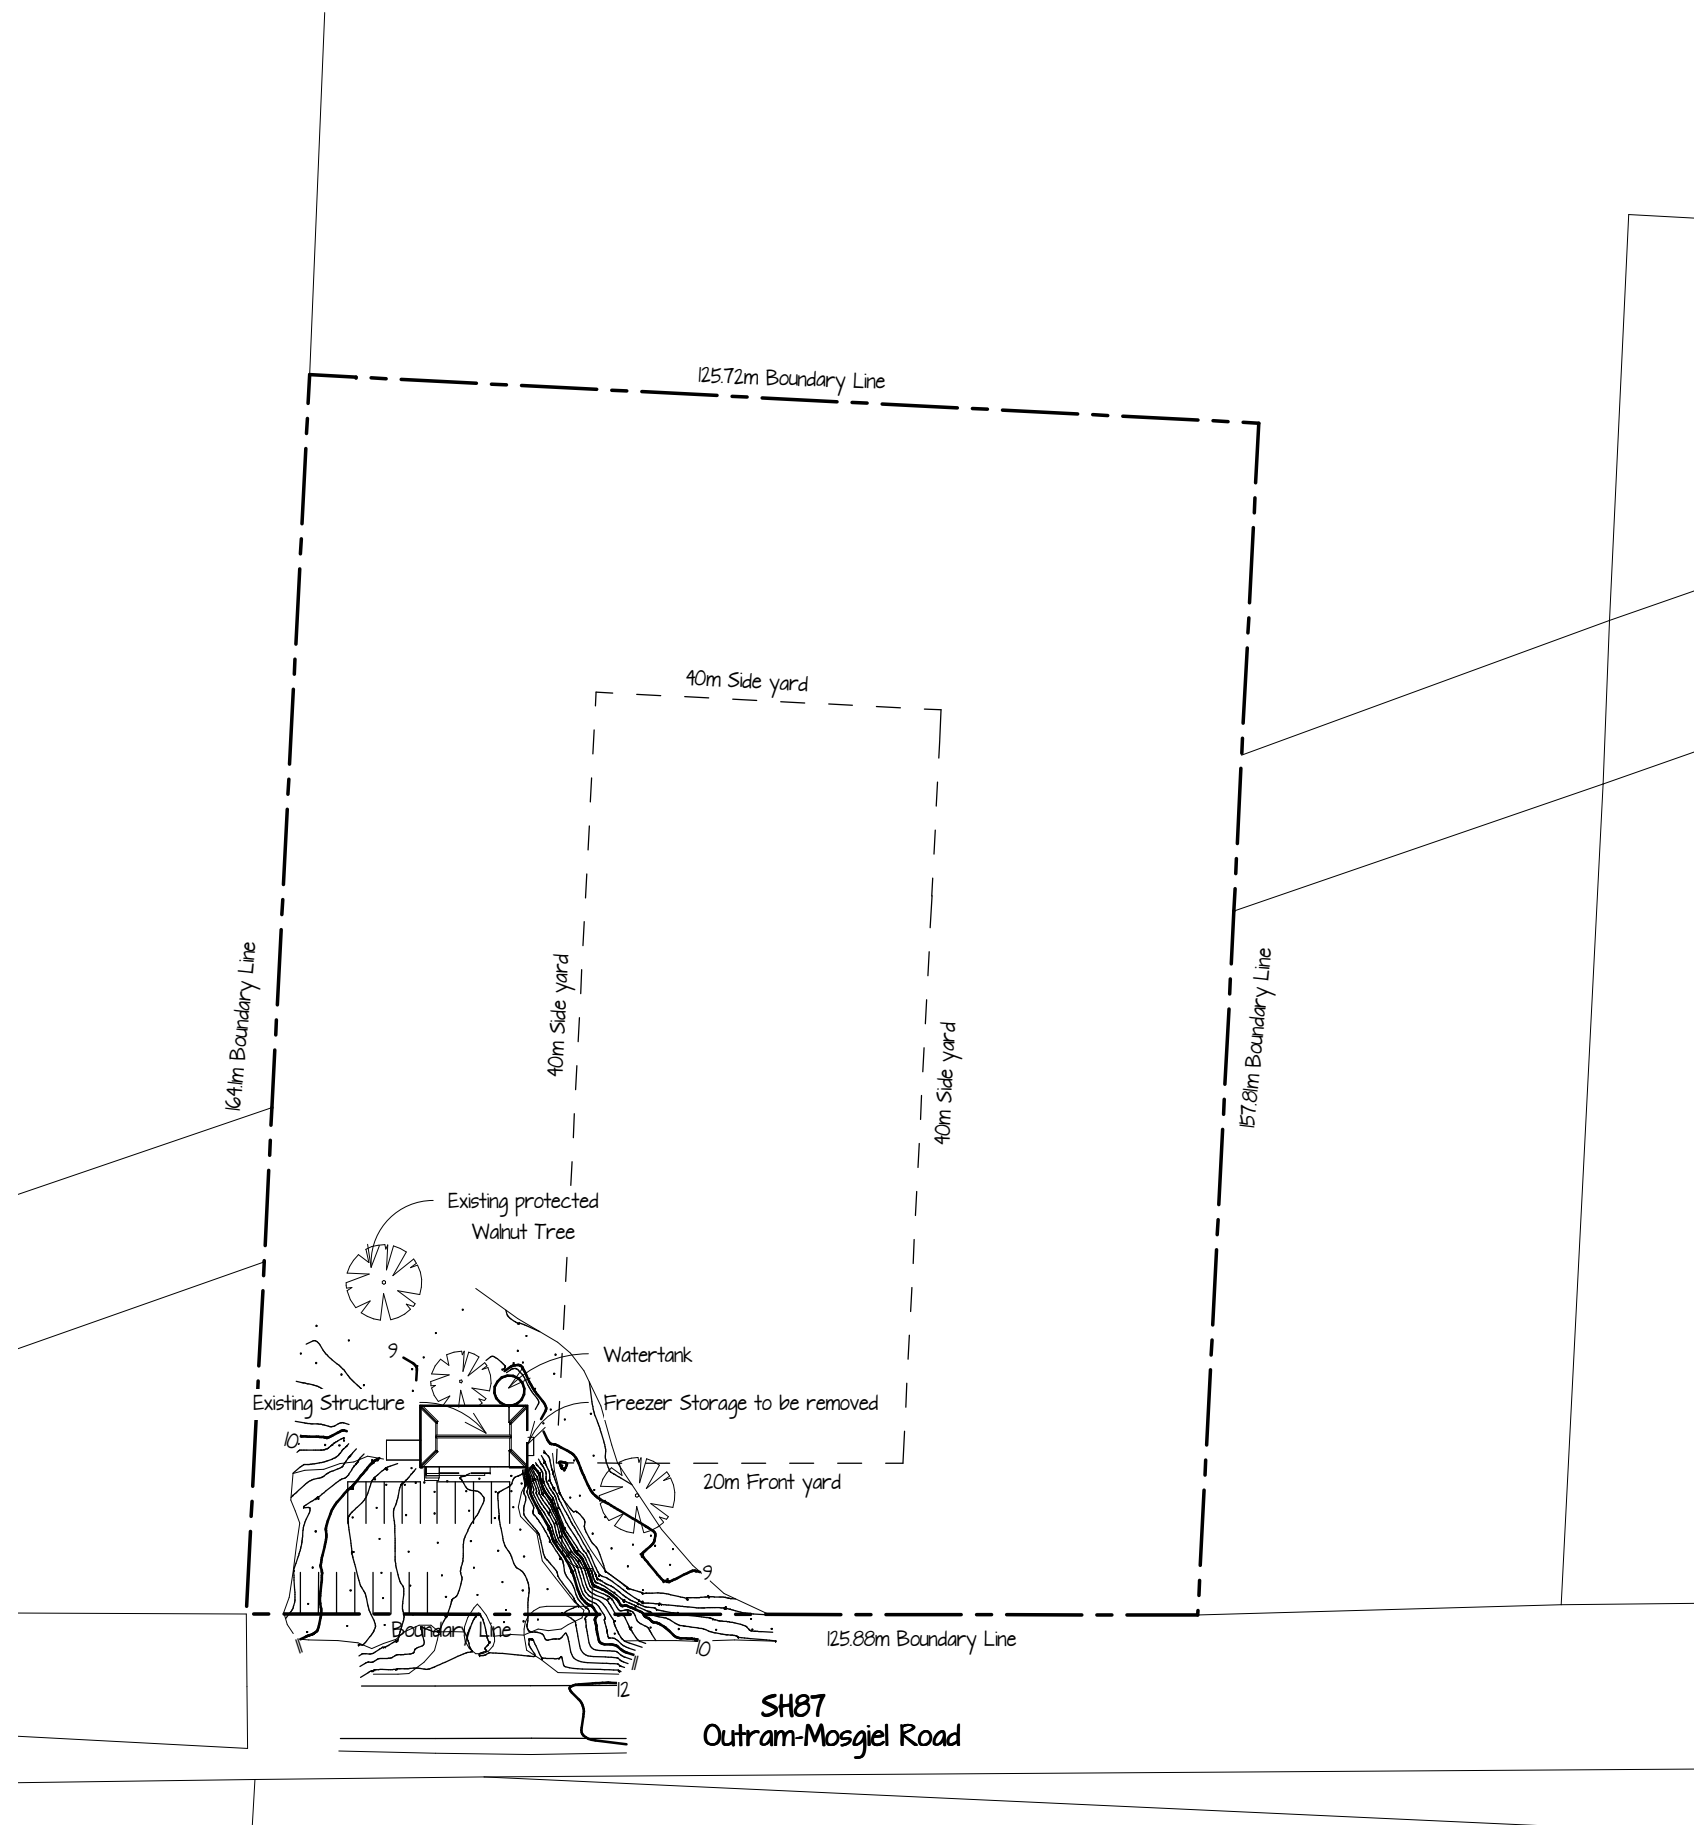 125.72m Boundary Line
40m Side yard
164.1m Boundary Line
40m Side yard
40m Side yard
157.81m Boundary Line
Existing protected
Walnut Tree
9
Watertank
Existing Structure
Freezer Storage to be removed
10
20m Front yard
9
Boundary Line
125.88m Boundary Line
11
10
11
12
SH87
Outram-Mosgiel Road